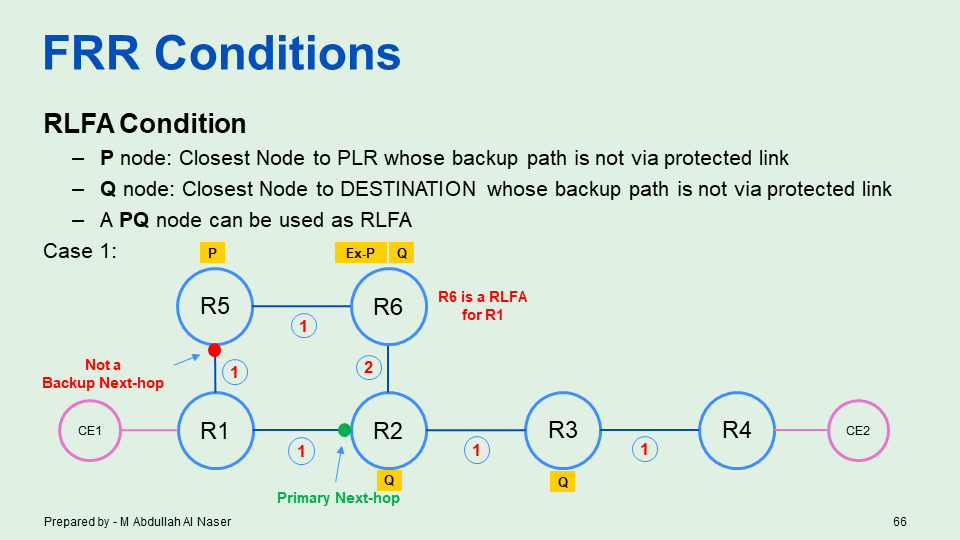 FRR Conditions
RLFA Condition
– P node: Closest Node to PLR whose backup path is not via protected link
– Q node: Closest Node to DESTINATION whose backup path is not via protected link
– A PQ node can be used as RLFA
Case 1:
P
Ex-P
Q
R5
R6
R6 is a RLFA
for R1
1
Not a
Backup Next-hop
1
2
CE1
R1
R2
R3
R4
CE2
1
1
1
Q
Q
Primary Next-hop
Prepared by - M Abdullah Al Naser
66